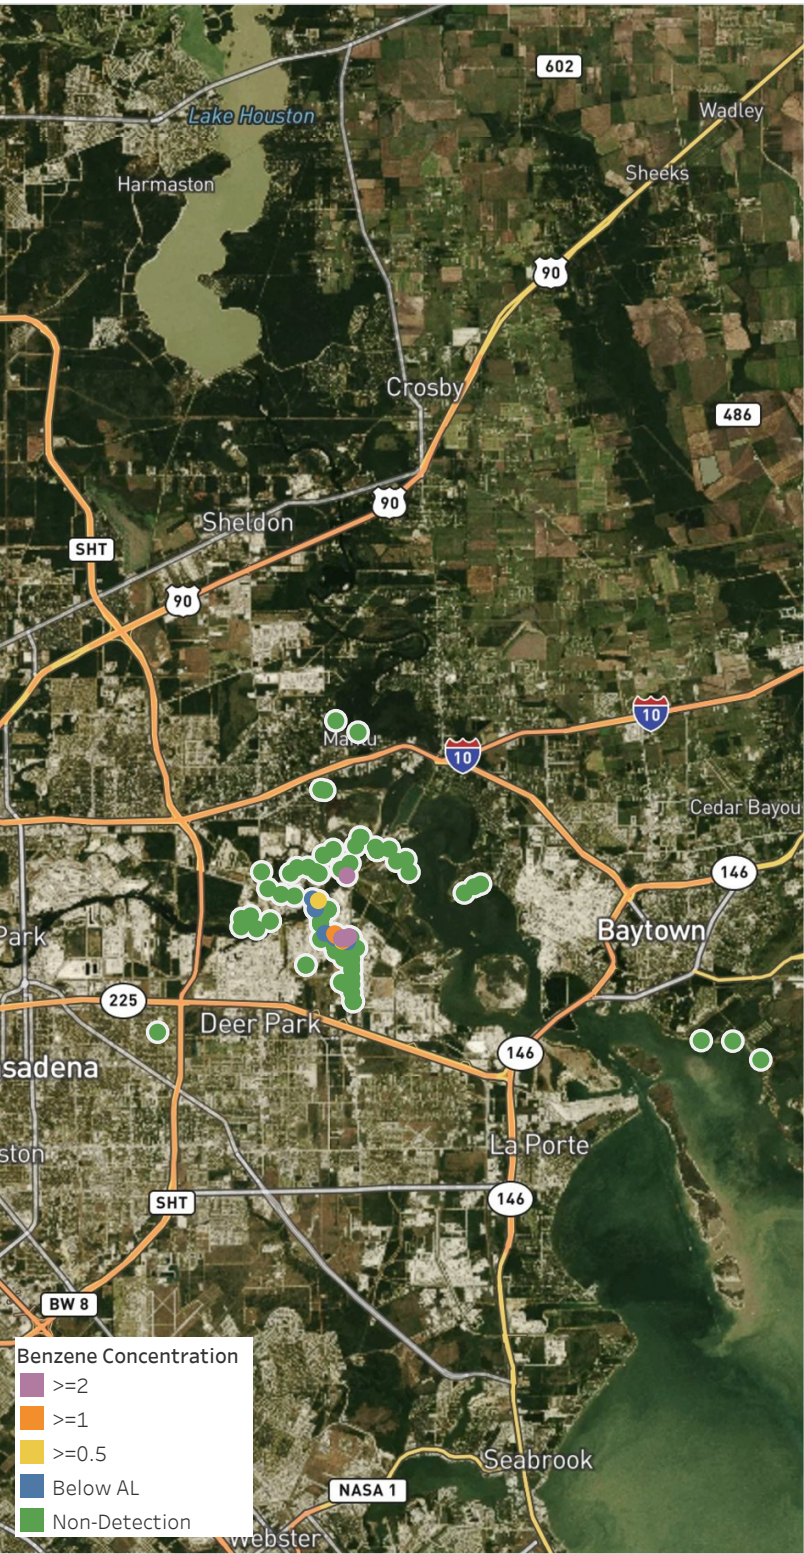 602
Wadley
Lake Houston
Sheeks
Harmaston
90
Crosby
486
90
Sheldon
SHT
90
10
10
Cedar Bayou
146
Park
Baytown
225
Deer Park
146
sadena
La Porte
ston
146
SHT
BW 8
Benzene Concentration
>=2
>=1
>=0.5
Below AL
Non-Detection
Seabrook
NASA 1
Webster